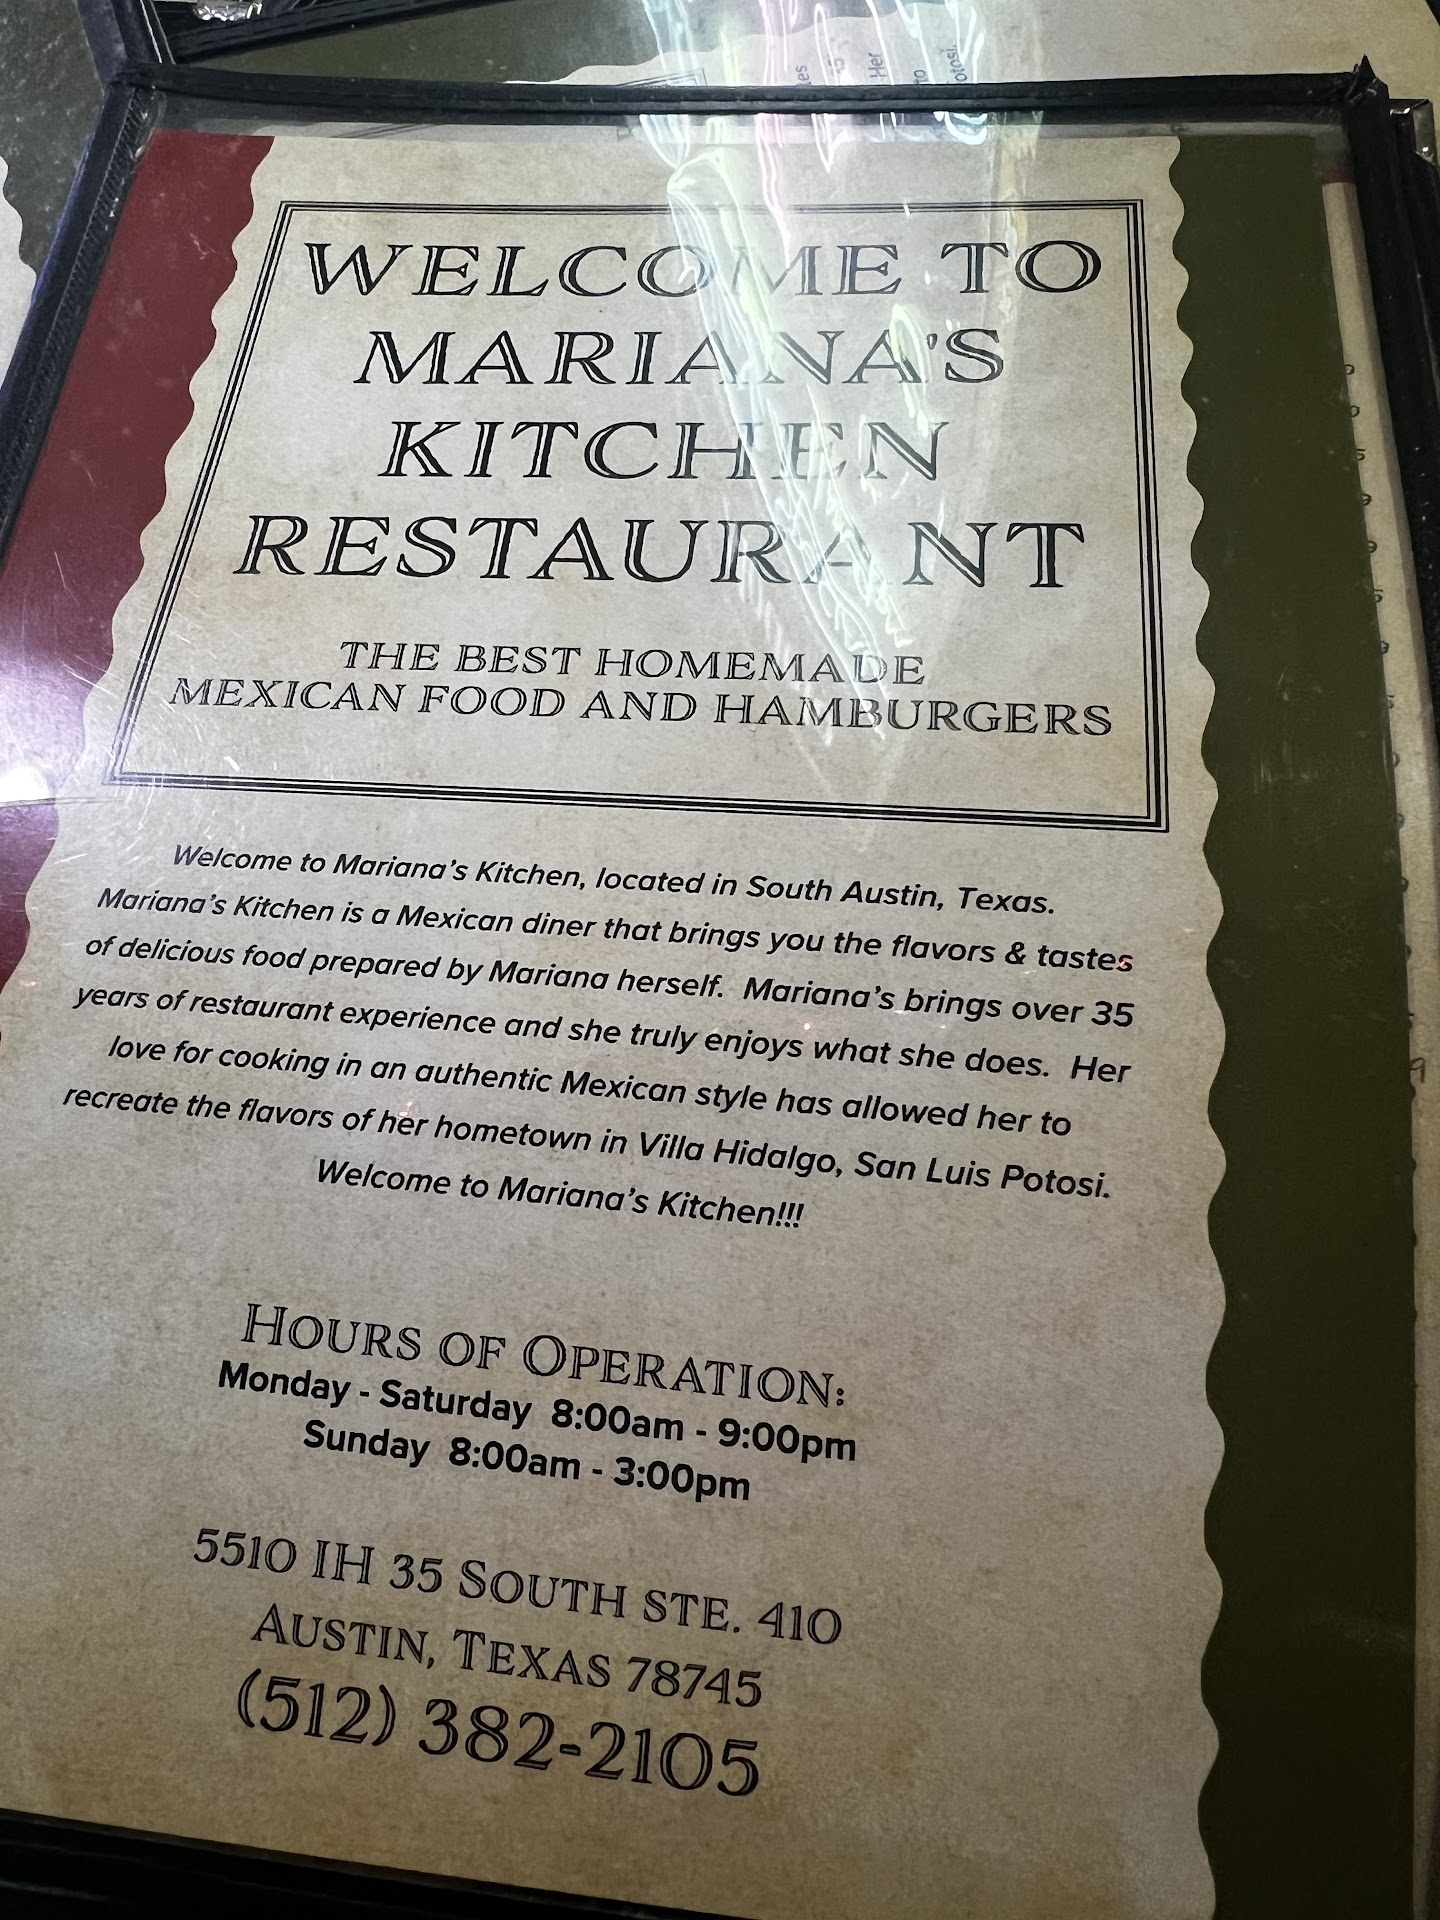 WELCOME TO
MARIANA'S
KITCHEN
RESTAURANT
THE BEST HOMEMADE
MEXICAN FOOD AND HAMBURGERS
Welcome to Mariana's Kitchen, located in South Austin, Texas.
Mariana's Kitchen is a Mexican diner that brings you the flavors & tastes
of delicious food prepared by Mariana herself. Mariana's brings over 35
years of restaurant experience and she truly enjoys what she does. Her
love for cooking in an authentic Mexican style has allowed her to
recreate the flavors of her hometown in Villa Hidalgo, San Luis Potosi.
Welcome to Mariana's Kitchen!!!
HOURS OF OPERATION:
Monday - Saturday 8:00am - 9:00pm
Sunday 8:00am - 3:00pm
5510 IH 35 SOUTH STE. 410
AUSTIN, TEXAS 78745
(512) 382-2105